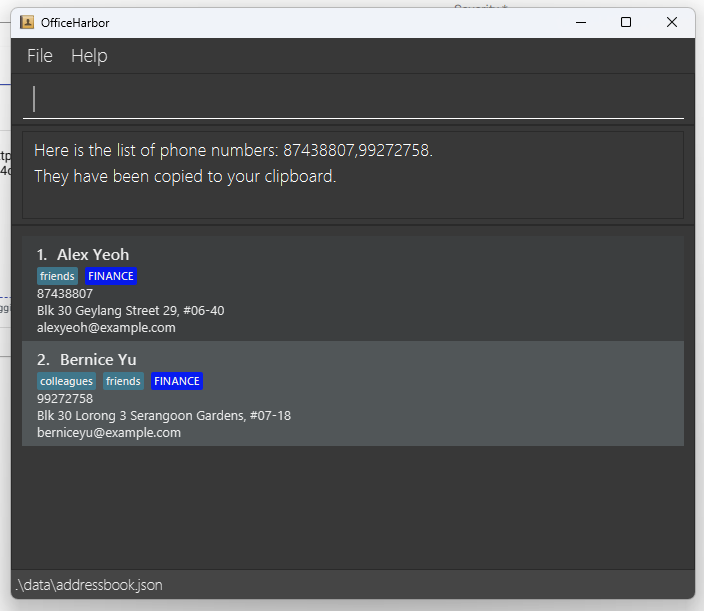 OfficeHarbor
File Help
Here is the list of phone numbers: 87438807,99272758.
They have been copied to your clipboard.
1. Alex Yeoh
friends FINANCE
87438807
Blk 30 Geylang Street 29, #06-40
alexyeoh@example.com
2. Bernice Yu
colleagues friends FINANCE
99272758
Blk 30 Lorong 3 Serangoon Gardens, #07-18
berniceyu@example.com
.\data\addressbook.json